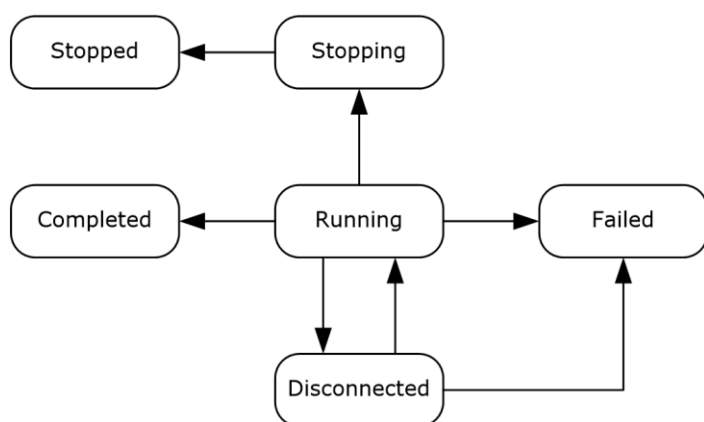 Stopped
Stopping
Completed
Running
Failed
Disconnected